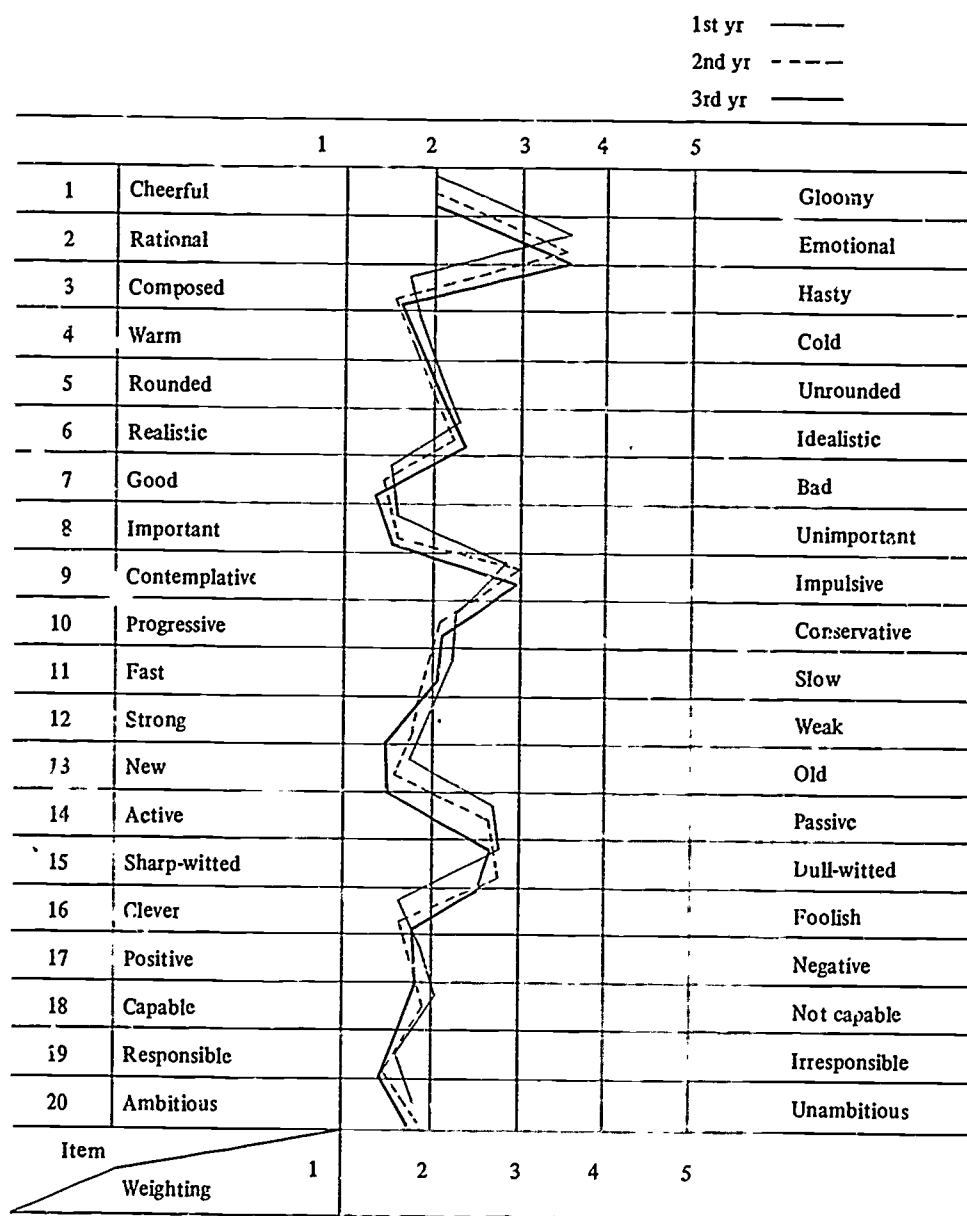 1st yr
2nd yr
3rd yr
1 2 3 4 5
1 Cheerful Gloomy
2 Rational Emotional
3 Composed Hasty
4 Warm Cold
5 Rounded Unrounded
6 Realistic Idealistic
7 Good Bad
8 Important Unimportant
9 Contemplative Impulsive
10 Progressive Conservative
11 Fast Slow
12 Strong Weak
13 New Old
14 Active Passive
15 Sharp-witted Dull-witted
16 Clever Foolish
17 Positive Negative
18 Capable Not capable
19 Responsible Irresponsible
20 Ambitious Unambitious
Item
1 2 3 4 5
Weighting